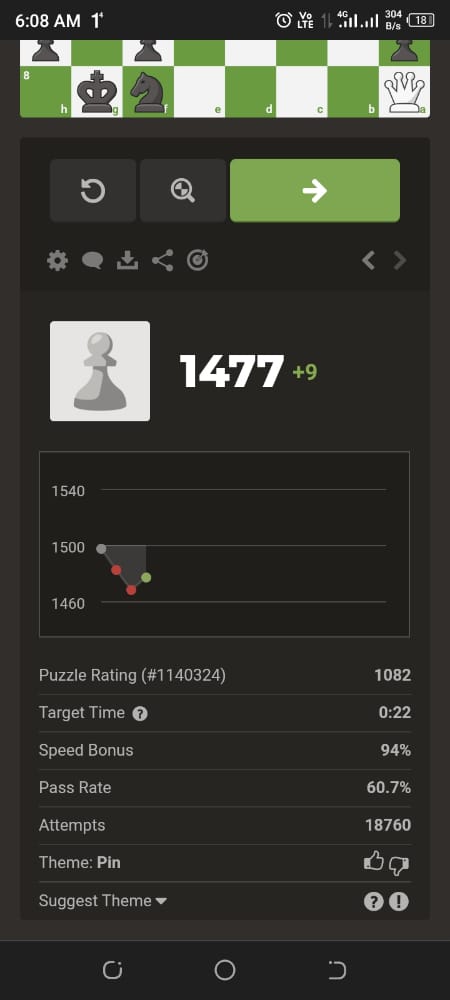 6:08 AM 1⁴ Vo LTE 4G 304 B/s 18
8
h g f e d c b a
1477 +9
1540
1500
1460
Puzzle Rating (#1140324) 1082
Target Time ? 0:22
Speed Bonus 94%
Pass Rate 60.7%
Attempts 18760
Theme: Pin
Suggest Theme ? !